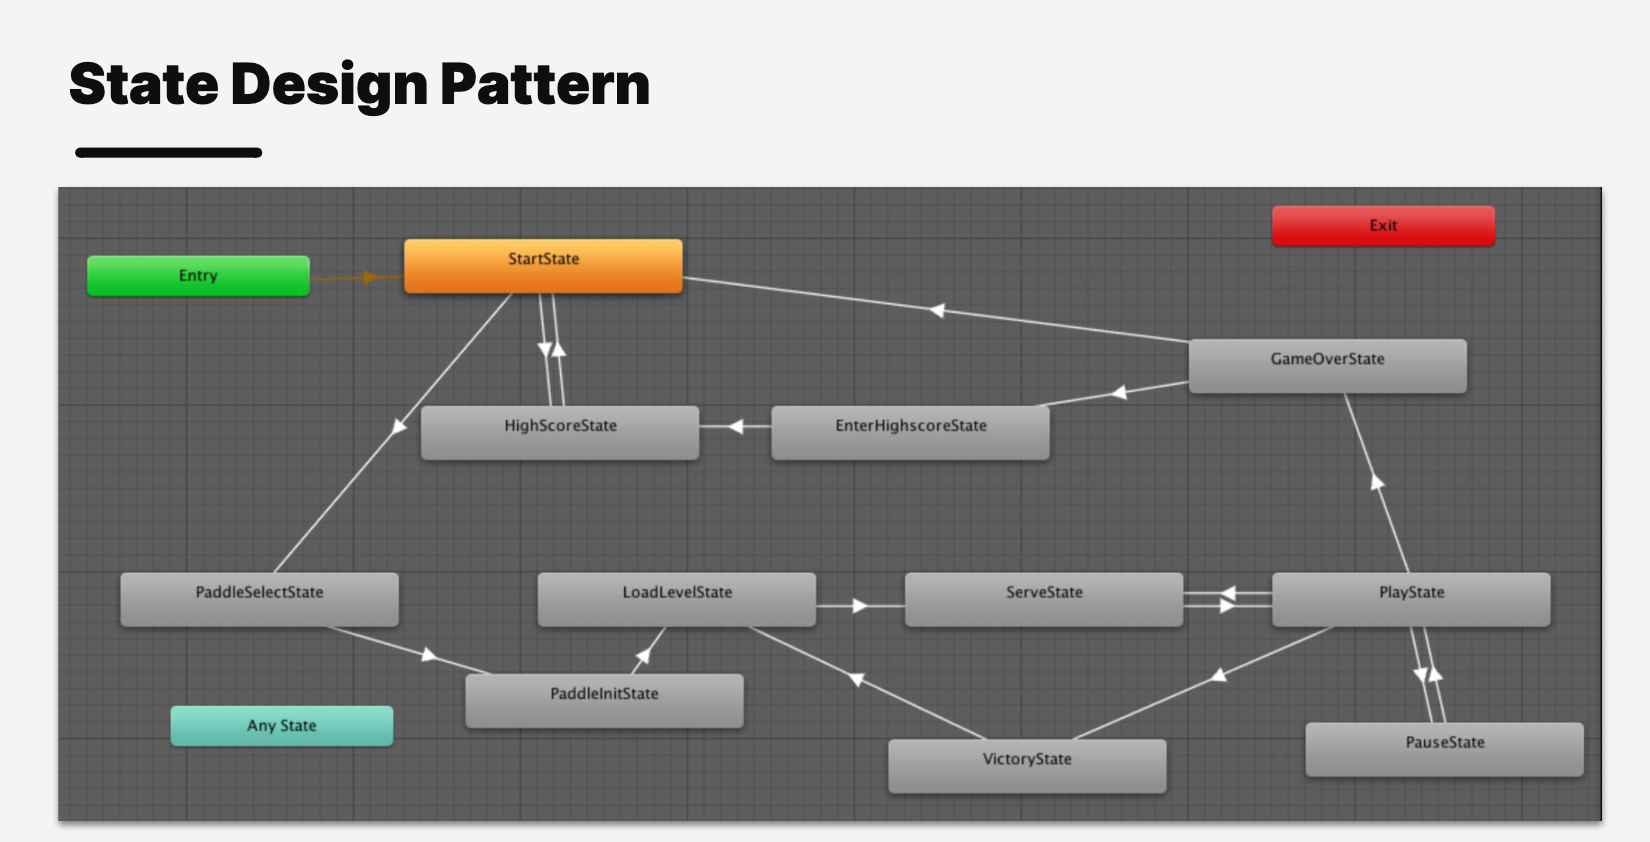 State Design Pattern
Exit
StartState
Entry
GameOverState
HighScoreState
EnterHighscoreState
PaddleSelectState
LoadLevelState
ServeState
PlayState
PaddleInitState
Any State
PauseState
VictoryState